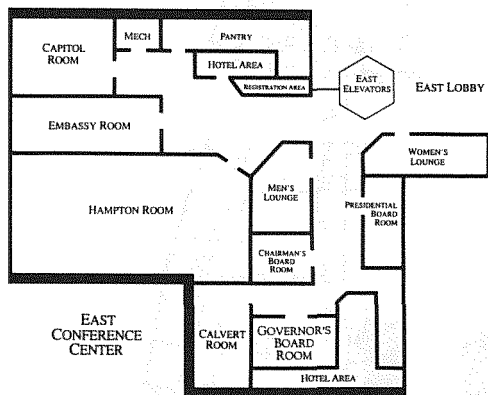 CAPITOL
ROOM
MECH
PANTRY
HOTEL AREA
REGISTRATION AREA
EAST
ELEVATORS
EAST LOBBY
EMBASSY ROOM
WOMEN'S
LOUNGE
HAMPTON ROOM
MEN'S
LOUNGE
PRESIDENTIAL
BOARD
ROOM
CHAIRMAN'S
BOARD
ROOM
EAST
CONFERENCE
CENTER
CALVERT
ROOM
GOVERNOR'S
BOARD
ROOM
HOTEL AREA